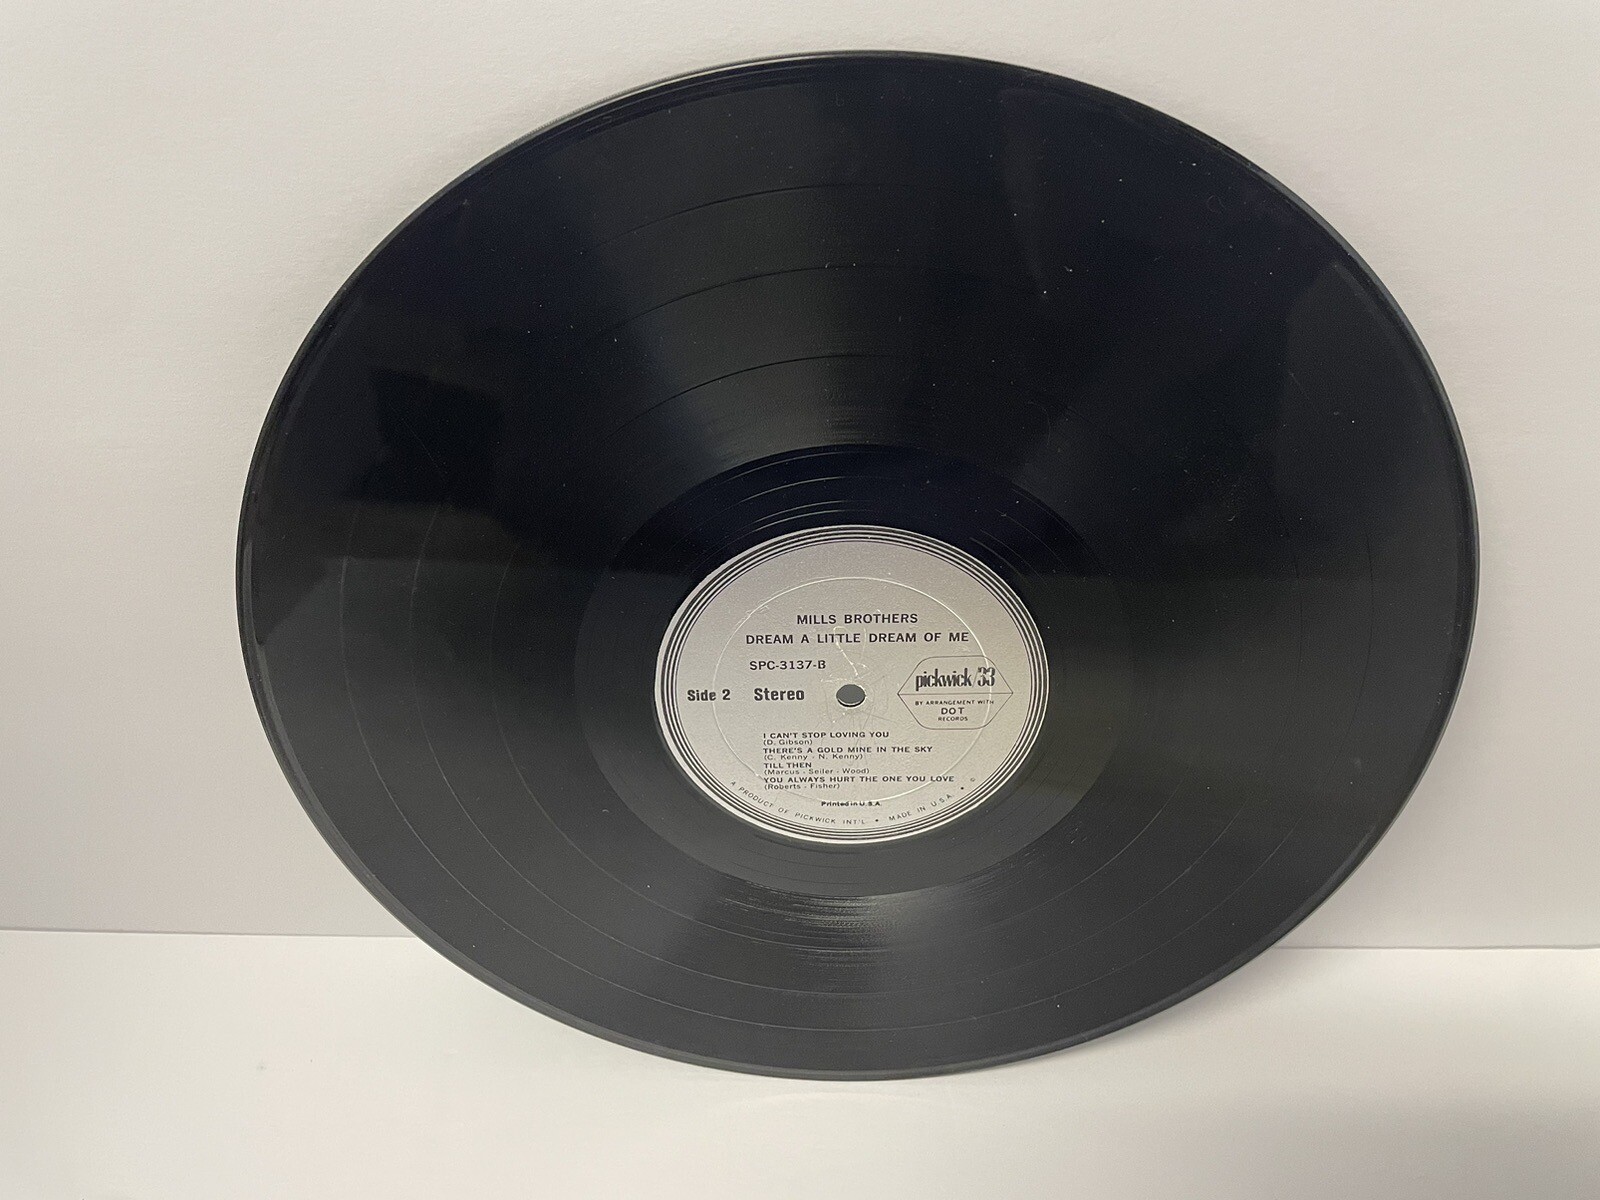 MILLS BROTHERS
DREAM A LITTLE DREAM OF ME
SPC-3137-B
Side 2 Stereo
pickwick/33
BY ARRANGEMENT WITH
DOT
RECORDS
I CAN'T STOP LOVING YOU
(D. Gibson)
THERE'S A GOLD MINE IN THE SKY
(C. Kenny - N. Kenny)
TILL THEN
(Marcus - Seiler - Wood)
YOU ALWAYS HURT THE ONE YOU LOVE
(Roberts - Fisher)
Printed in U.S.A.
A PRODUCT OF PICKWICK INT'L • MADE IN U.S.A. • ©